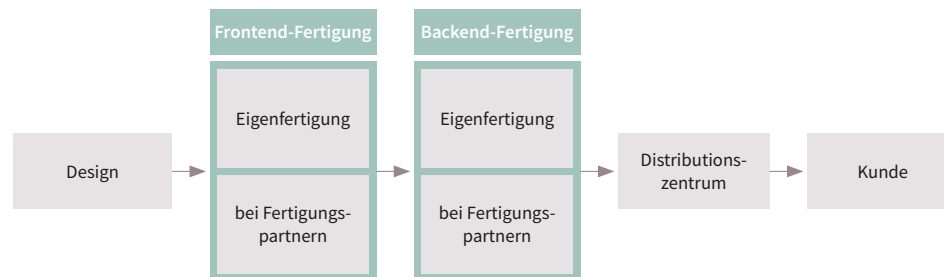 Frontend-Fertigung
Backend-Fertigung
Eigenfertigung
Eigenfertigung
Design
Distributions-
zentrum
Kunde
bei Fertigungs-
partnern
bei Fertigungs-
partnern